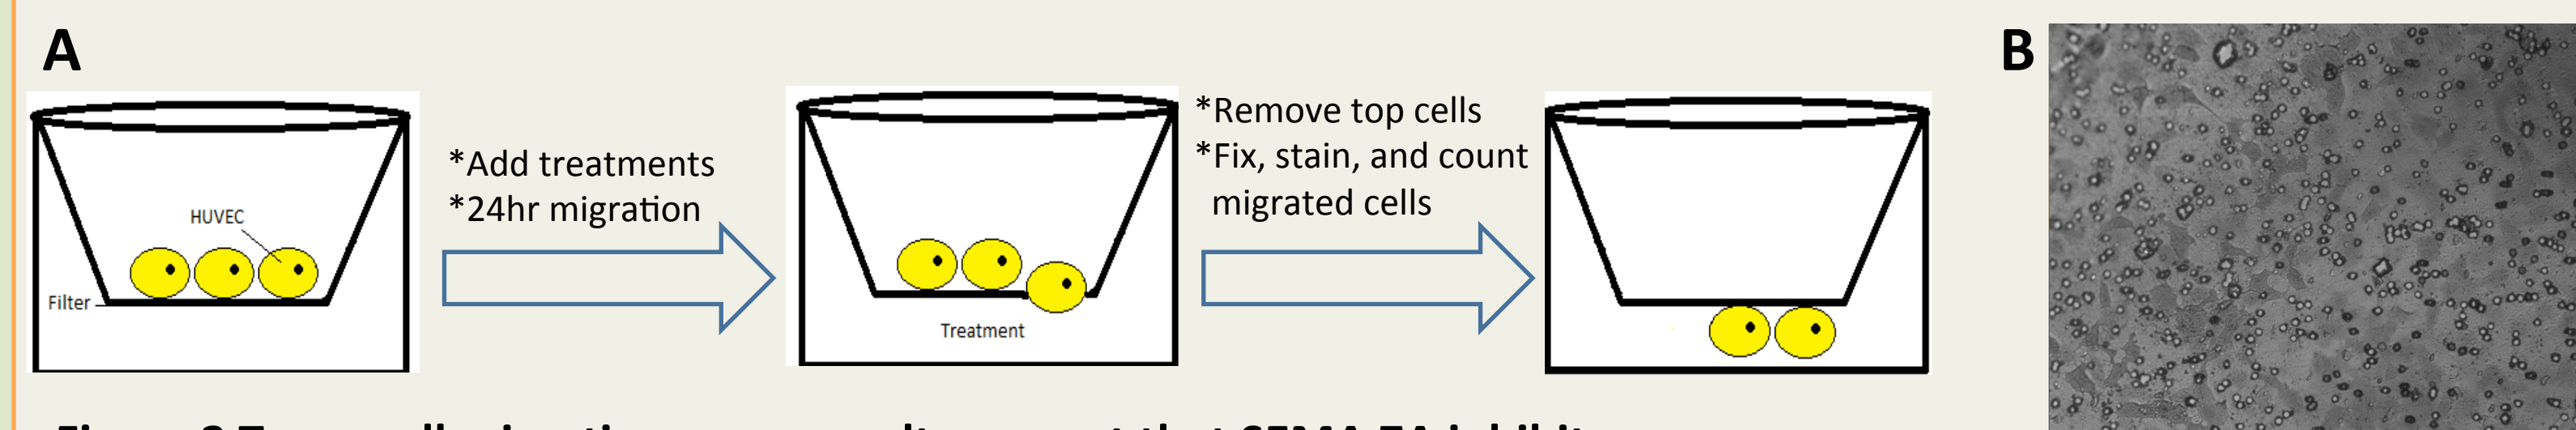 A
HUVEC
Filter
*Add treatments
*24hr migration
Treatment
*Remove top cells
*Fix, stain, and count
migrated cells
B